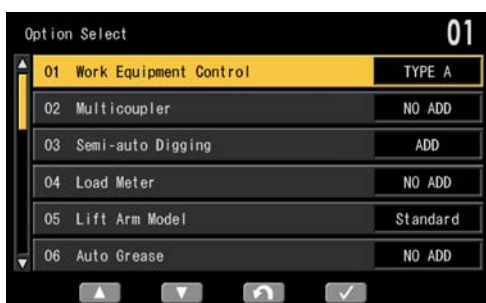 Option Select 01
01 Work Equipment Control TYPE A
02 Multicoupler NO ADD
03 Semi-auto Digging ADD
04 Load Meter NO ADD
05 Lift Arm Model Standard
06 Auto Grease NO ADD